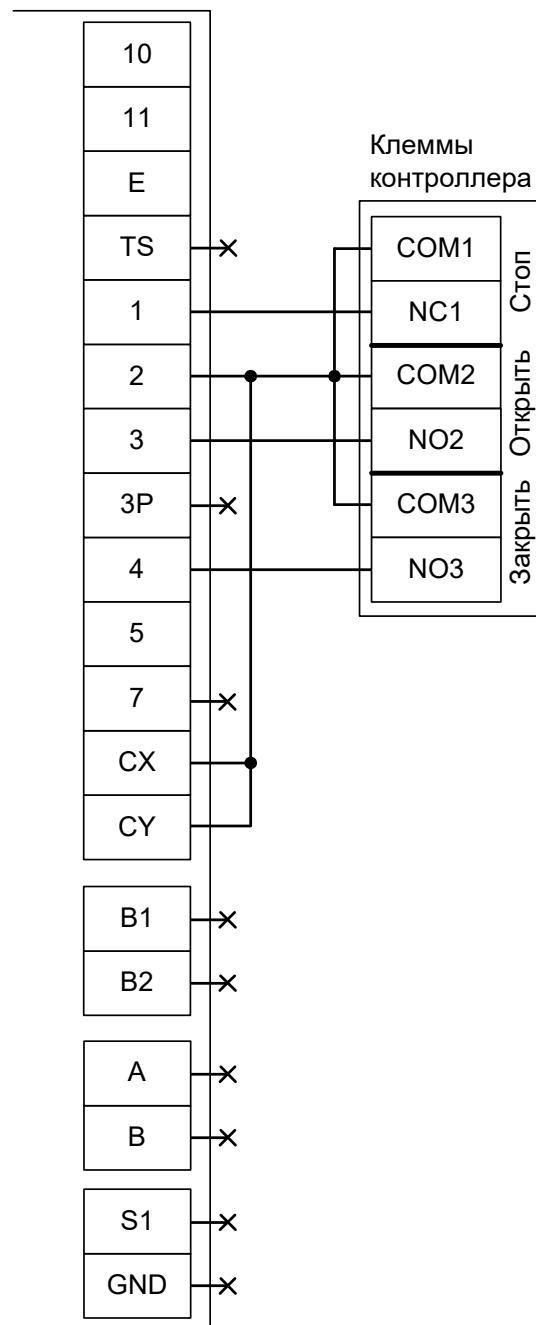 10
11
E
TS
1
2
3
3P
4
5
7
CX
CY
B1
B2
A
B
S1
GND
Клеммы
контроллера
COM1
NC1
COM2
NO2
COM3
NO3
Стоп
Открыть
Закрыть